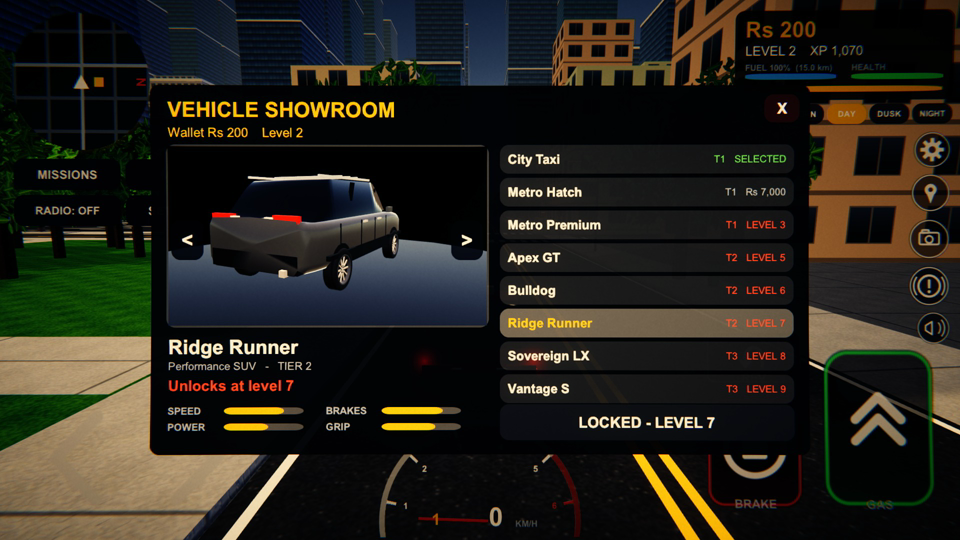 Rs 200
LEVEL 2 XP 1,070
FUEL 100% (15.0 km) HEALTH
N
VEHICLE SHOWROOM
Wallet Rs 200 Level 2
X
N DAY DUSK NIGHT
MISSIONS
RADIO: OFF
S
<
>
City Taxi T1 SELECTED
Metro Hatch T1 Rs 7,000
Metro Premium T1 LEVEL 3
Apex GT T2 LEVEL 5
Bulldog T2 LEVEL 6
Ridge Runner T2 LEVEL 7
Sovereign LX T3 LEVEL 8
Vantage S T3 LEVEL 9
LOCKED - LEVEL 7
Ridge Runner
Performance SUV - TIER 2
Unlocks at level 7
SPEED BRAKES
POWER GRIP
2 5
1 6
0 KM/H
BRAKE
GAS